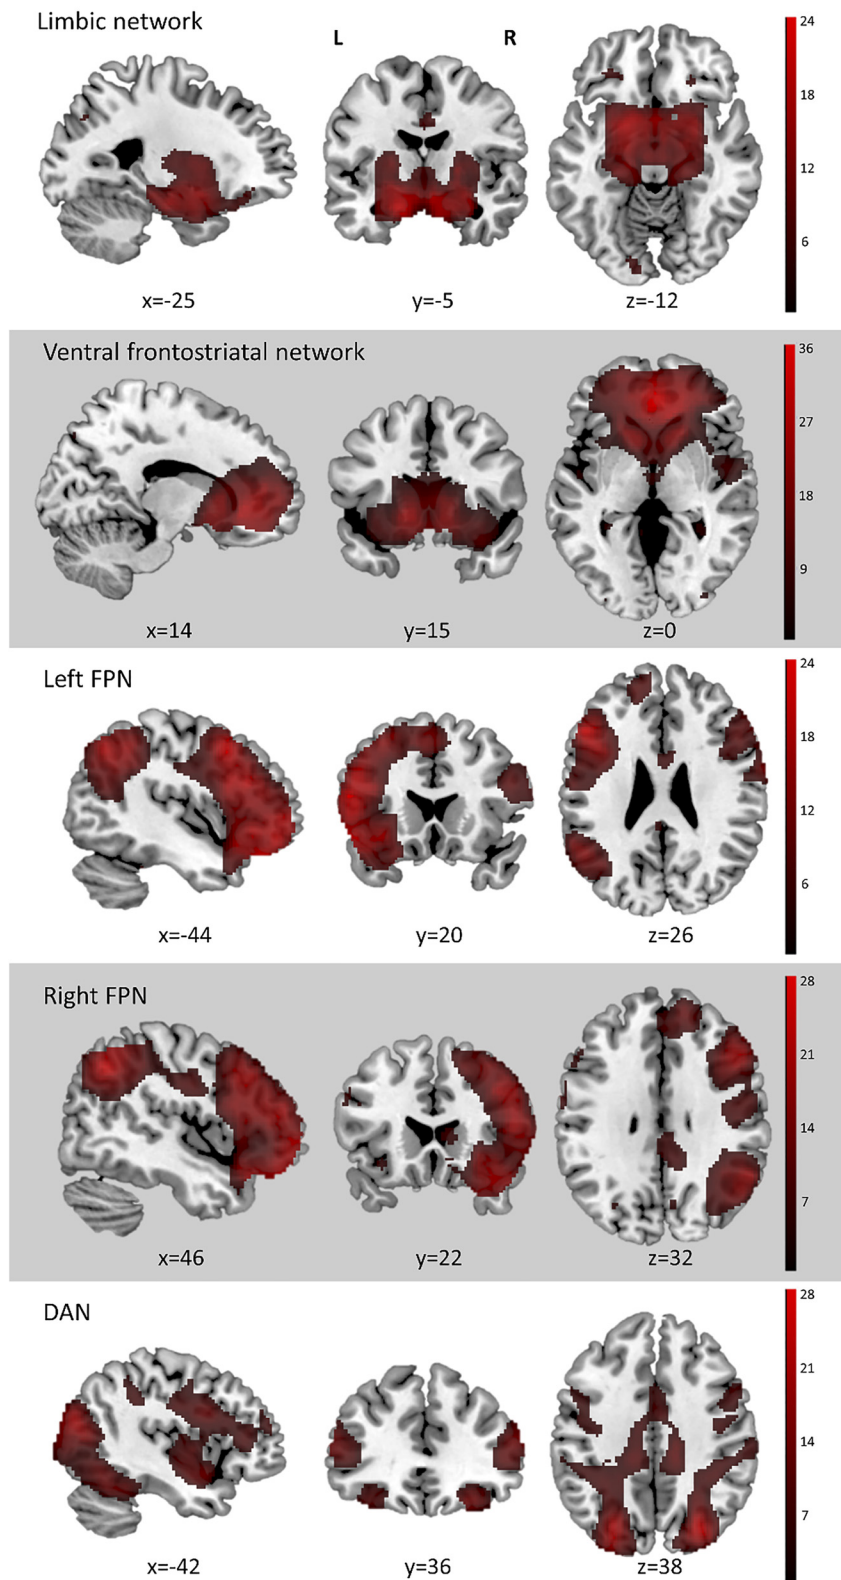 Limbic network
L R
24
18
12
6
x=-25 y=-5 z=-12
Ventral frontostriatal network
36
27
18
9
x=14 y=15 z=0
Left FPN
24
18
12
6
x=-44 y=20 z=26
Right FPN
28
21
14
7
x=46 y=22 z=32
DAN
28
21
14
7
x=-42 y=36 z=38